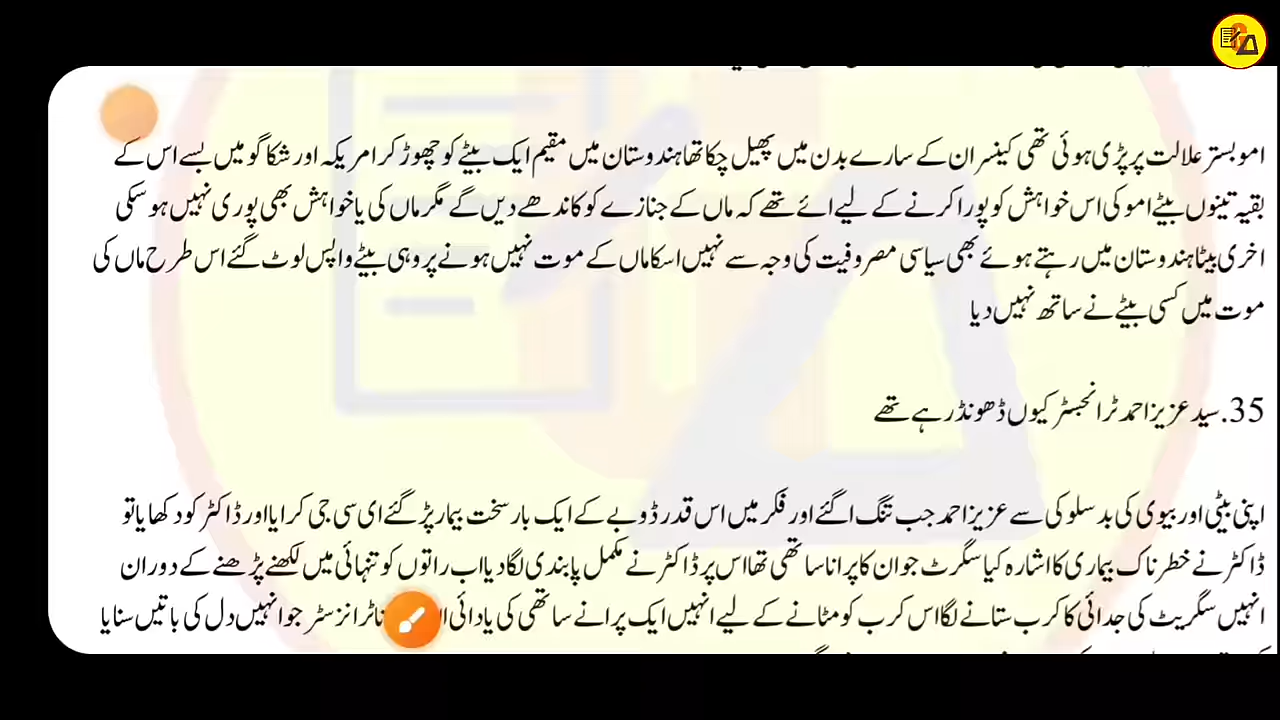 امو بستر علالت پر پڑی ہوئی تھی کینسر ان کے سارے بدن میں پھیل چکا تھا ہندوستان میں مقیم ایک بیٹے کو چھوڑ کر امریکہ اور شکاگو میں بسے اس کے
بقیہ تینوں بیٹے امو کی اس خواہش کو پورا کرنے کے لیے ائے تھے کہ ماں کے جنازے کو کاندھے دیں گے مگر ماں کی یا خواہش بھی پوری نہیں ہو سکی
اخری بیٹا ہندوستان میں رہتے ہوئے بھی سیاسی مصروفیت کی وجہ سے نہیں اسکا ماں کے موت نہیں ہونے پر وہی بیٹے واپس لوٹ گئے اس طرح ماں کی
موت میں کسی بیٹے نے ساتھ نہیں دیا
35.سید عزیز احمد ٹرانجسٹر کیوں ڈھونڈ رہے تھے
اپنی بیٹی اور بیوی کی بدسلوکی سے عزیز احمد جب تنگ اگئے اور فکر میں اس قدر ڈوبے کے ایک بار سخت بیمار پڑ گئے ای سی جی کرایا اور ڈاکٹر کو دکھایا تو
ڈاکٹر نے خطرناک بیماری کا اشارہ کیا سگرٹ جو ان کا پرانا ساتھی تھا اس پر ڈاکٹر نے مکمل پابندی لگا دیا اب راتوں کو تنہائی میں لکھنے پڑھنے کے دوران
انہیں سگریٹ کی جدائی کا کرب ستانے لگا اس کرب کو مٹانے کے لیے انہیں ایک پرانے ساتھی کی یاد ائی ٹرانزسٹر جو انہیں دل کی باتیں سنایا